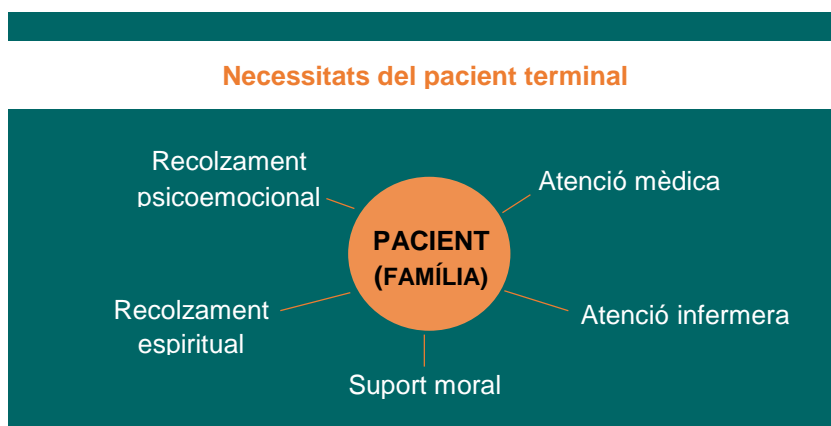 Necessitats del pacient terminal
Recolzament
psicoemocional
Atenció mèdica
PACIENT
(FAMÍLIA)
Recolzament
espiritual
Atenció infermera
Suport moral